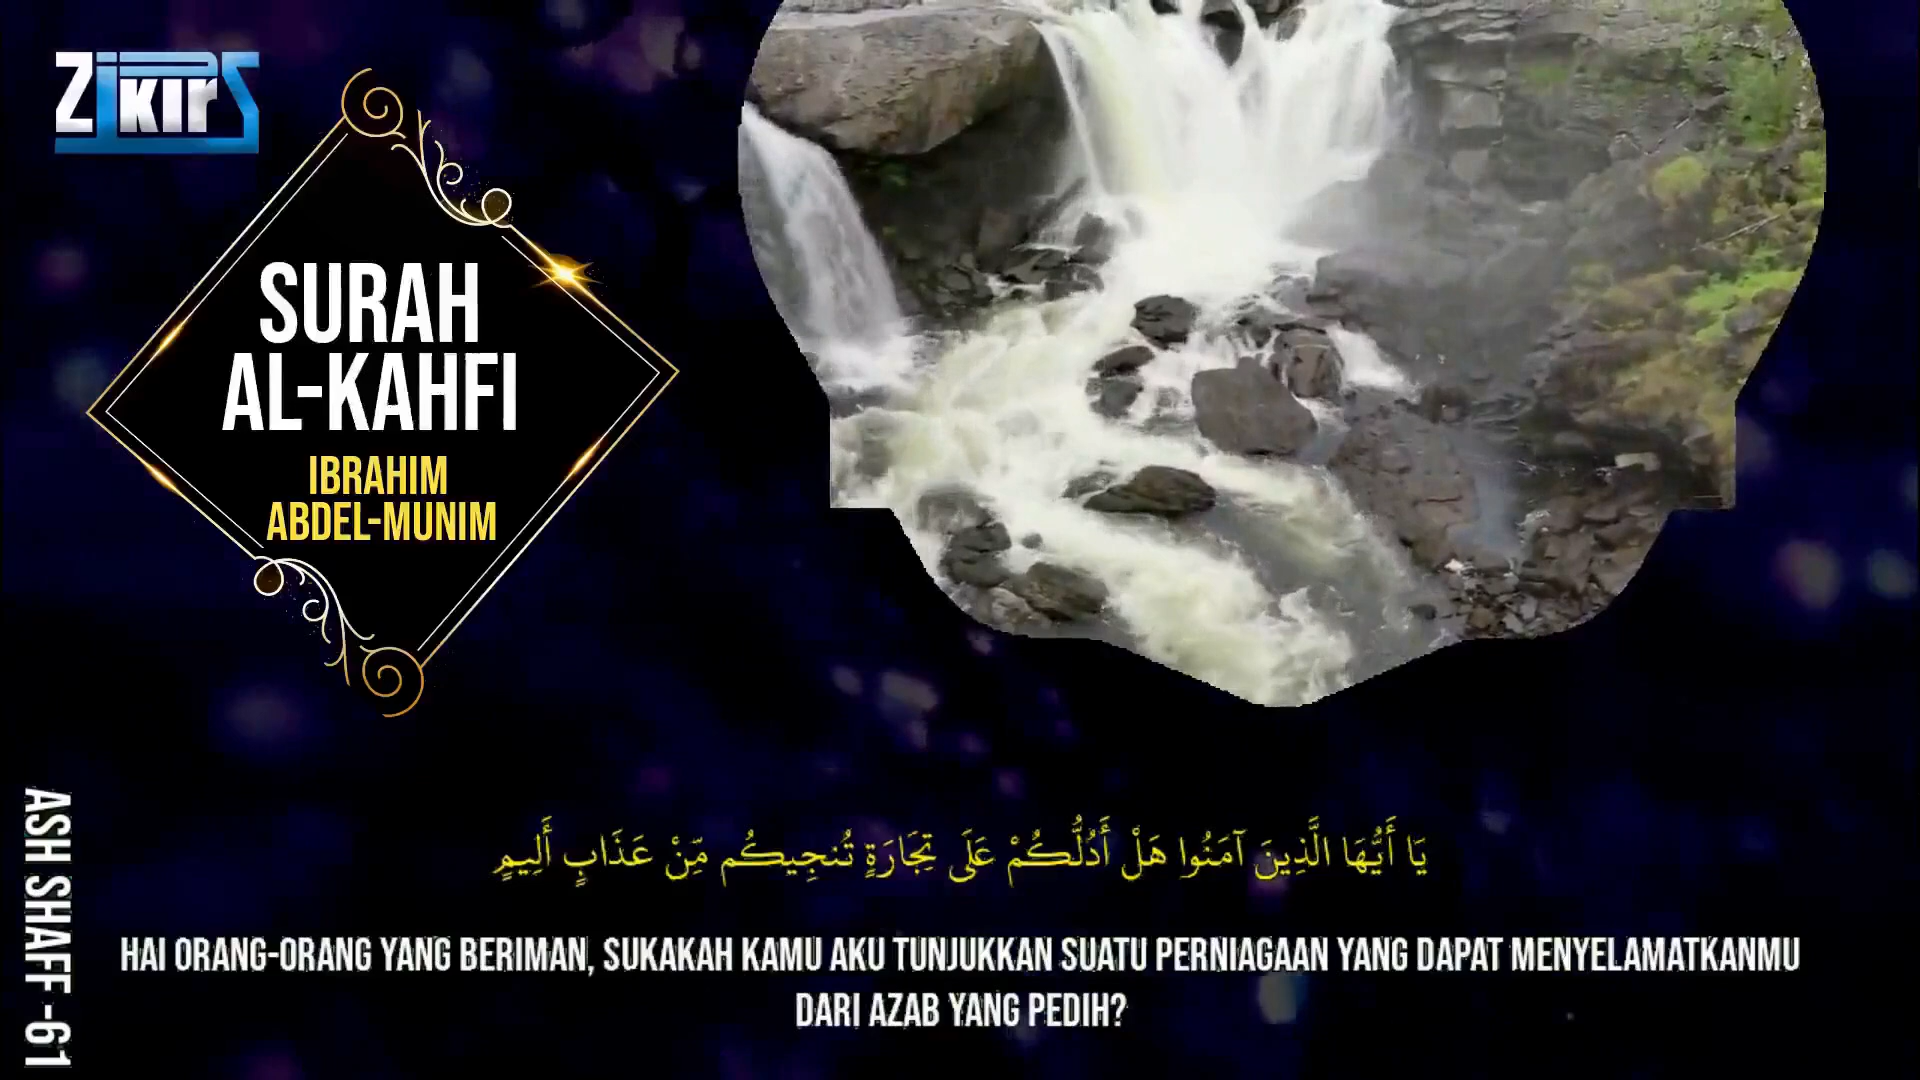 ZikirS
SURAH
AL-KAHFI
IBRAHIM
ABDEL-MUNIM
ASH SHAFF -61
يَا أَيُّهَا الَّذِينَ آمَنُوا هَلْ أَدُلُّكُمْ عَلَى تِجَارَةٍ تُنجِيكُم مِّنْ عَذَابٍ أَلِيمٍ
HAI ORANG-ORANG YANG BERIMAN, SUKAKAH KAMU AKU TUNJUKKAN SUATU PERNIAGAAN YANG DAPAT MENYELAMATKANMU
DARI AZAB YANG PEDIH?